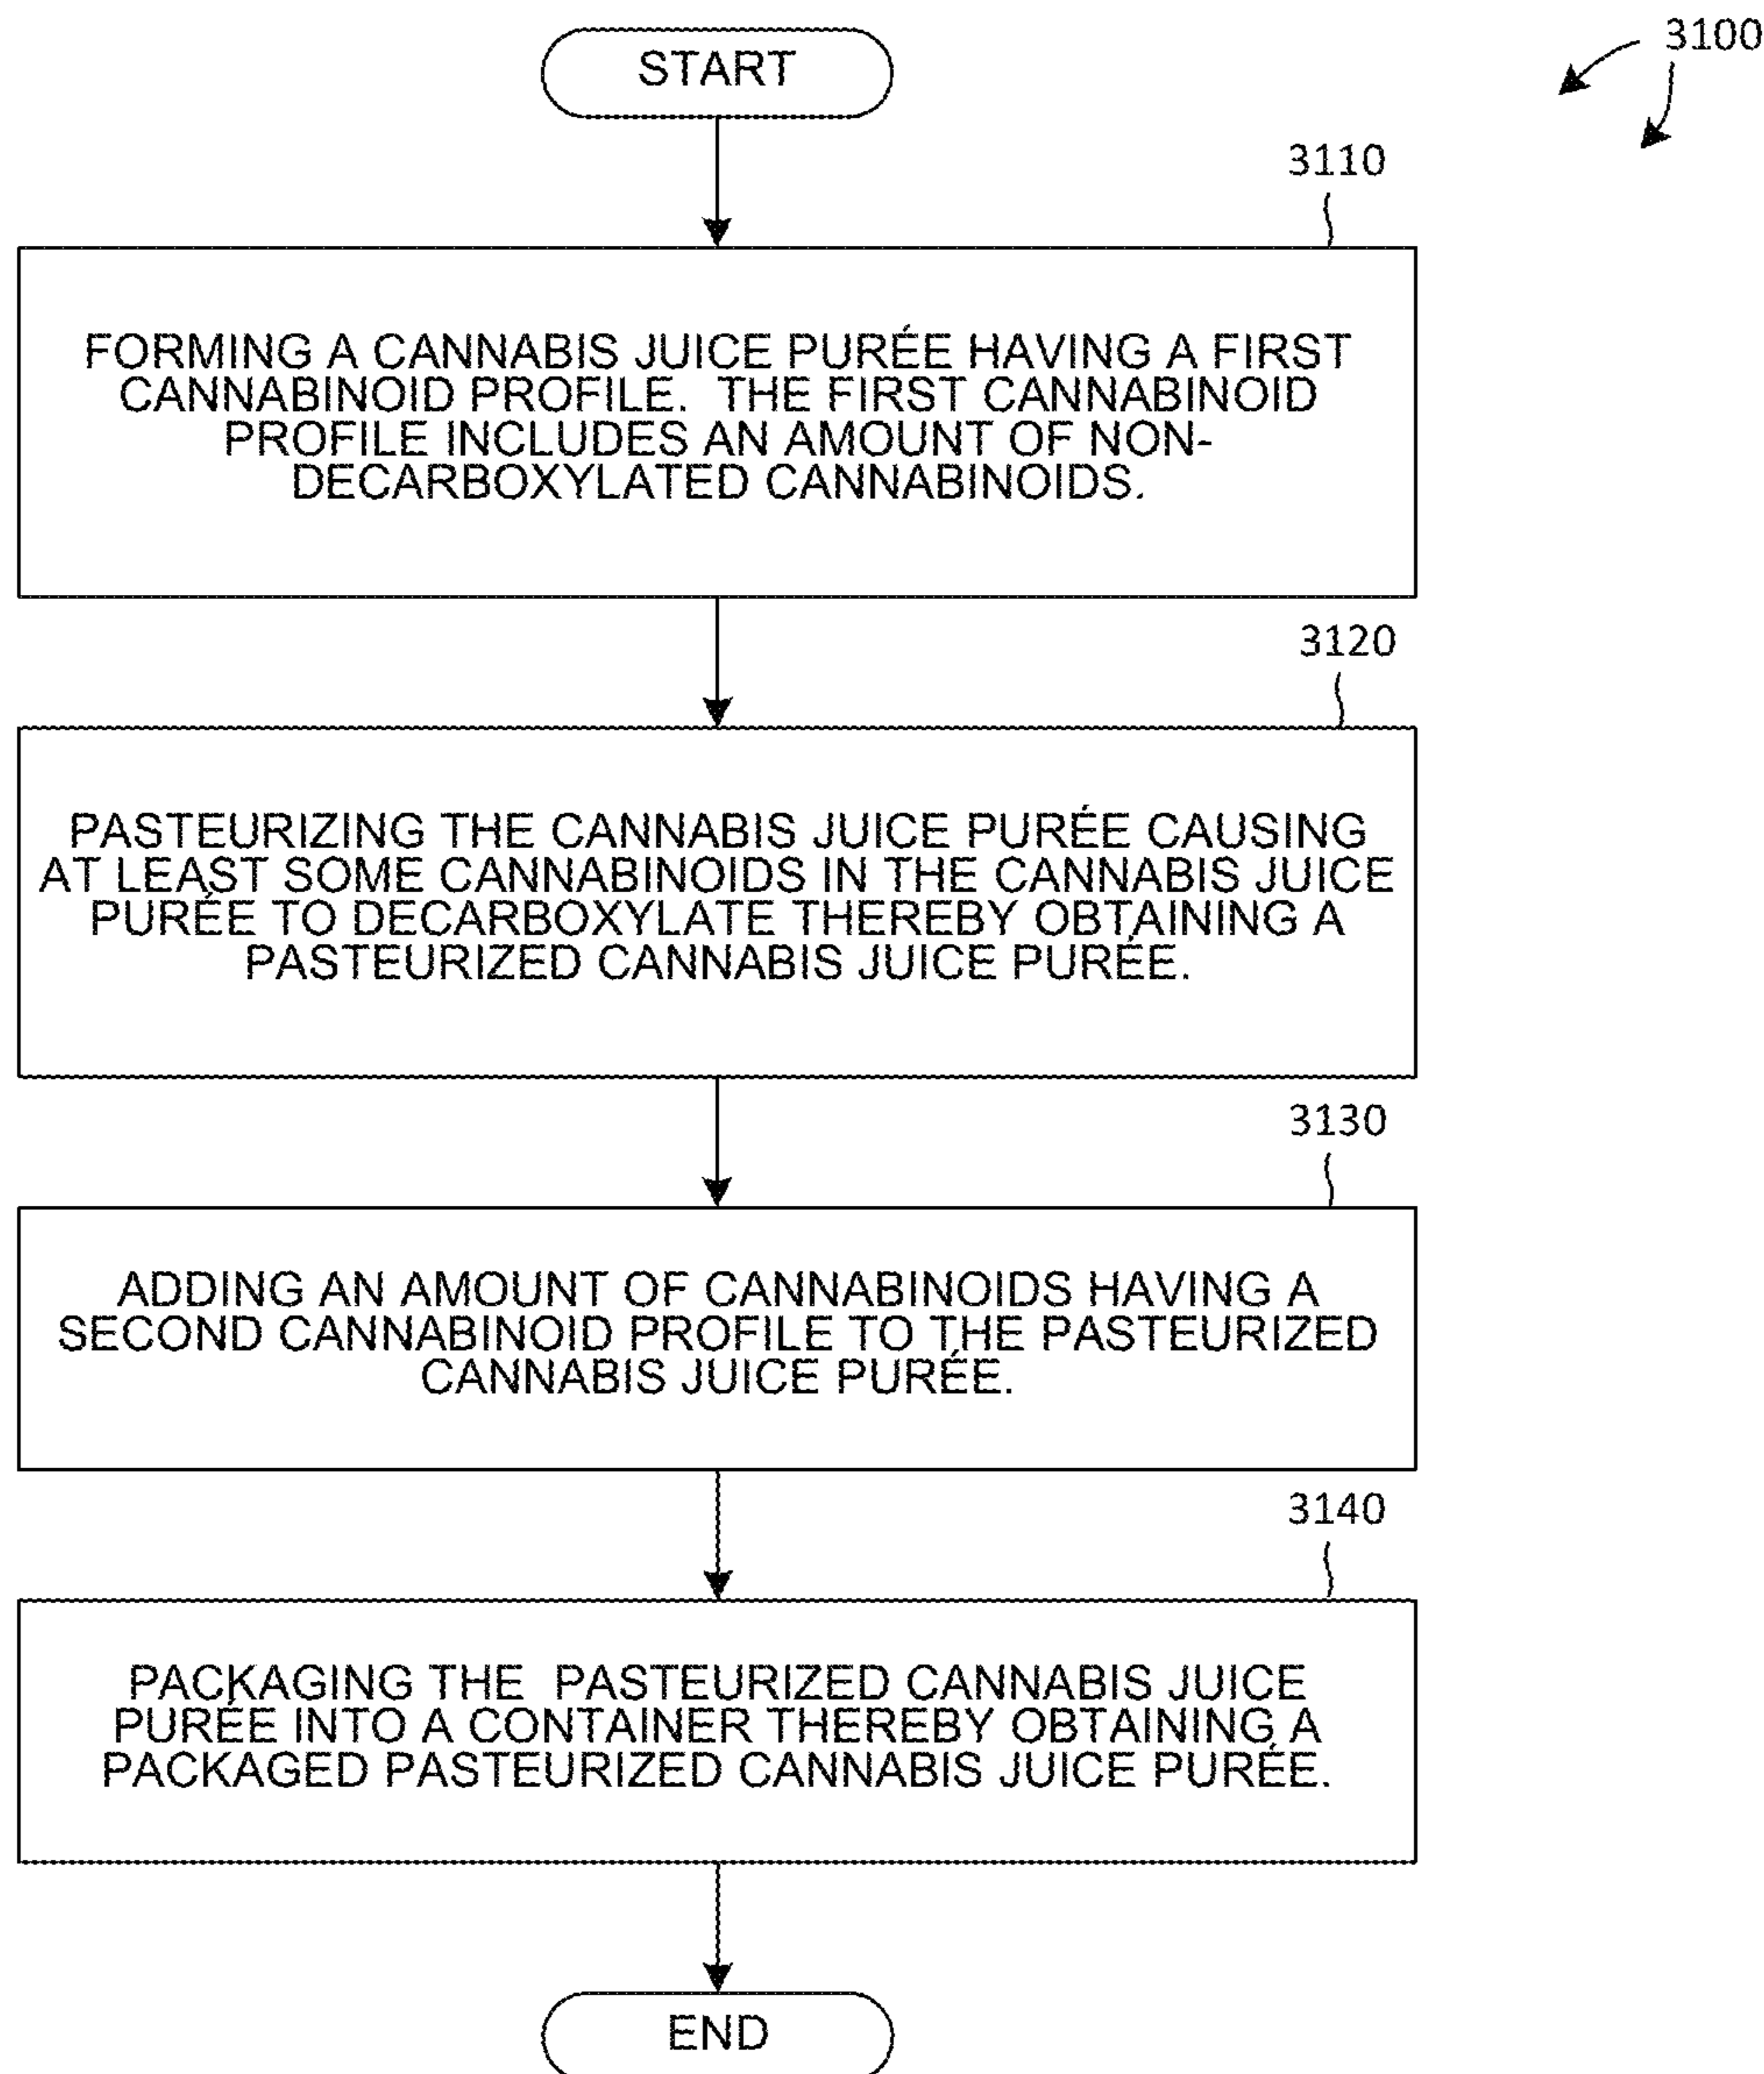 START
3100
3110
FORMING A CANNABIS JUICE PURÉE HAVING A FIRST
CANNABINOID PROFILE.  THE FIRST CANNABINOID
PROFILE INCLUDES AN AMOUNT OF NON-
DECARBOXYLATED CANNABINOIDS.
3120
PASTEURIZING THE CANNABIS JUICE PURÉE CAUSING
AT LEAST SOME CANNABINOIDS IN THE CANNABIS JUICE
PURÉE TO DECARBOXYLATE THEREBY OBTAINING A
PASTEURIZED CANNABIS JUICE PURÉE.
3130
ADDING AN AMOUNT OF CANNABINOIDS HAVING A
SECOND CANNABINOID PROFILE TO THE PASTEURIZED
CANNABIS JUICE PURÉE.
3140
PACKAGING THE  PASTEURIZED CANNABIS JUICE
PURÉE INTO A CONTAINER THEREBY OBTAINING A
PACKAGED PASTEURIZED CANNABIS JUICE PURÉE.
END